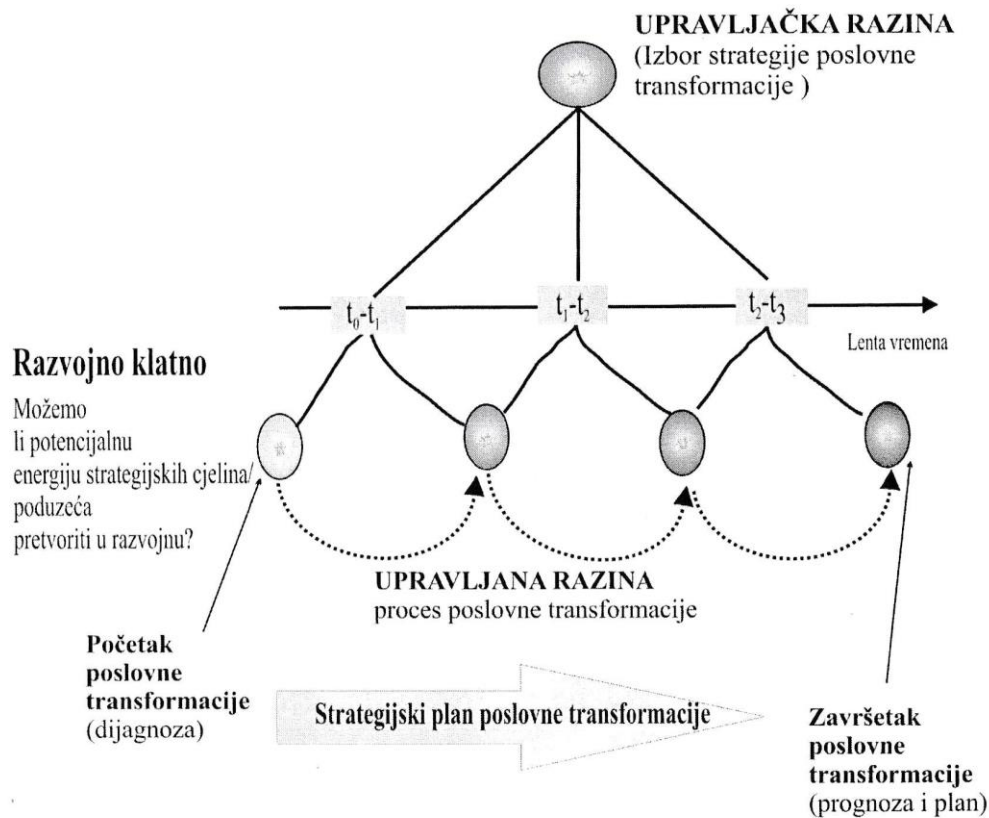 UPRAVLJAČKA RAZINA
(Izbor strategije poslovne
transformacije )
t₀-t₁
t₁-t₂
t₂-t₃
Lenta vremena
Razvojno klatno
Možemo
li potencijalnu
energiju strategijskih cjelina/
poduzeća
pretvoriti u razvojnu?
UPRAVLJANA RAZINA
proces poslovne transformacije
Početak
poslovne
transformacije
(dijagnoza)
Strategijski plan poslovne transformacije
Završetak
poslovne
transformacije
(prognoza i plan)